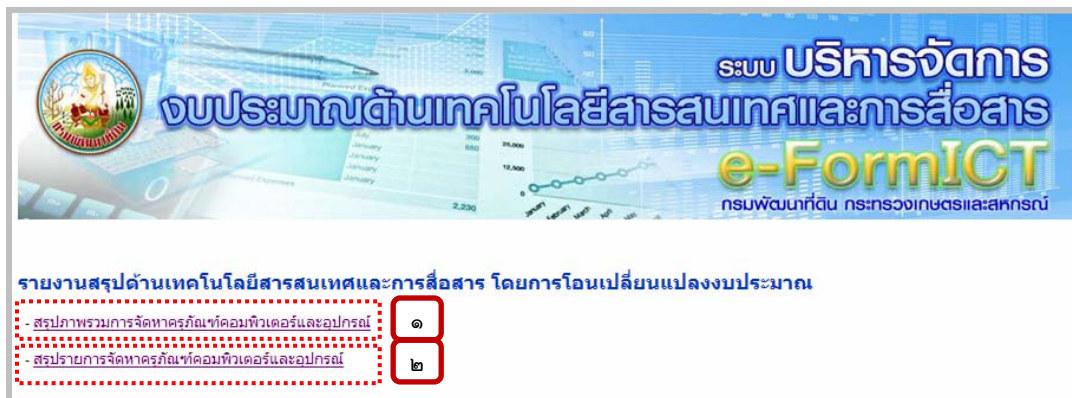 ระบบ บริหารจัดการ
งบประมาณด้านเทคโนโลยีสารสนเทศและการสื่อสาร
e-FormICT
กรมพัฒนาที่ดิน กระทรวงเกษตรและสหกรณ์
รายงานสรุปด้านเทคโนโลยีสารสนเทศและการสื่อสาร โดยการโอนเปลี่ยนแปลงงบประมาณ
- สรุปภาพรวมการจัดหาครุภัณฑ์คอมพิวเตอร์และอุปกรณ์ ๑
- สรุปรายการจัดหาครุภัณฑ์คอมพิวเตอร์และอุปกรณ์ ๒